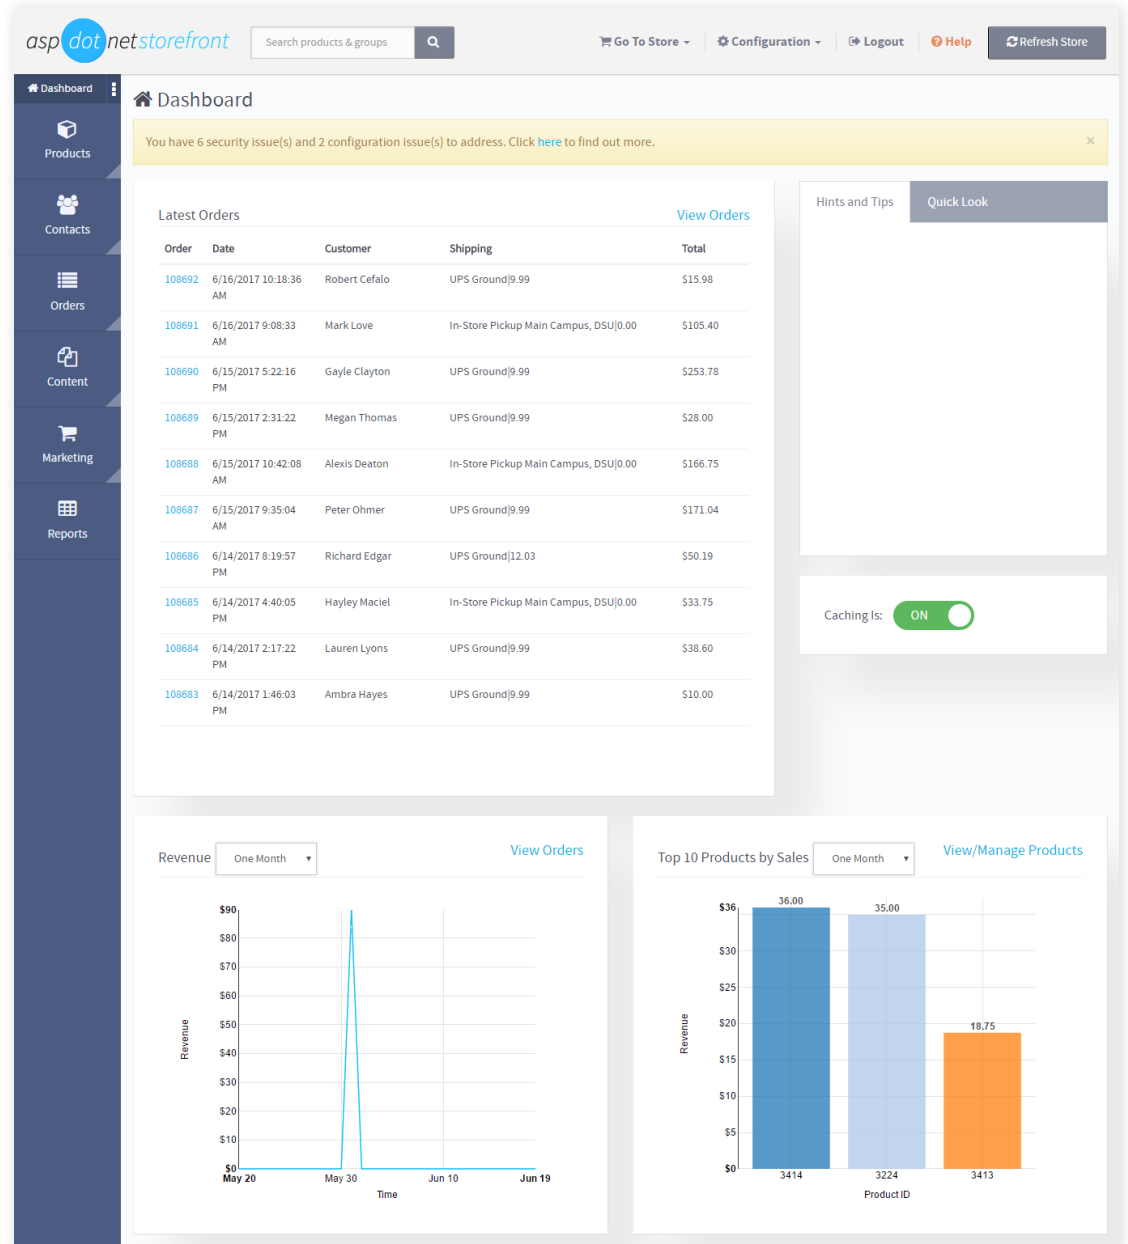 aspdotnetstorefront
Search products & groups
Go To Store
Configuration
Logout
Help
Refresh Store
Dashboard
Products
Contacts
Orders
Content
Marketing
Reports
Dashboard
You have 6 security issue(s) and 2 configuration issue(s) to address. Click here to find out more.
×
Latest Orders View Orders
Order Date Customer Shipping Total
108692 6/16/2017 10:18:36 AM Robert Cefalo UPS Ground|9.99 $15.98
108691 6/16/2017 9:08:33 AM Mark Love In-Store Pickup Main Campus, DSU|0.00 $105.40
108690 6/15/2017 5:22:16 PM Gayle Clayton UPS Ground|9.99 $253.78
108689 6/15/2017 2:31:22 PM Megan Thomas UPS Ground|9.99 $28.00
108688 6/15/2017 10:42:08 AM Alexis Deaton In-Store Pickup Main Campus, DSU|0.00 $166.75
108687 6/15/2017 9:35:04 AM Peter Ohmer UPS Ground|9.99 $171.04
108686 6/14/2017 8:19:57 PM Richard Edgar UPS Ground|12.03 $50.19
108685 6/14/2017 4:40:05 PM Hayley Maciel In-Store Pickup Main Campus, DSU|0.00 $33.75
108684 6/14/2017 2:17:22 PM Lauren Lyons UPS Ground|9.99 $38.60
108683 6/14/2017 1:46:03 PM Ambra Hayes UPS Ground|9.99 $10.00
Hints and Tips Quick Look
Caching Is: ON
Revenue One Month View Orders
$90
$80
$70
$60
$50
$40
$30
$20
$10
$0
Revenue
May 20 May 30 Jun 10 Jun 19
Time
Top 10 Products by Sales One Month View/Manage Products
$36
$30
$25
$20
$15
$10
$5
$0
Revenue
36.00 35.00 18.75
3414 3224 3413
Product ID